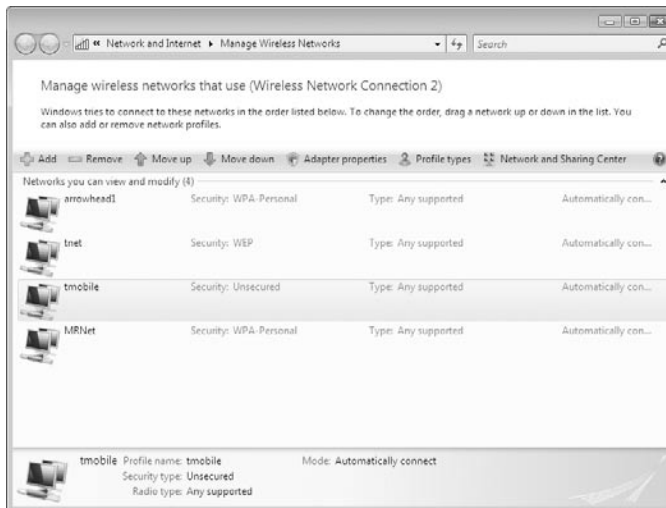 « Network and Internet ▸ Manage Wireless Networks Search
Manage wireless networks that use (Wireless Network Connection 2)
Windows tries to connect to these networks in the order listed below. To change the order, drag a network up or down in the list. You
can also add or remove network profiles.
Add Remove Move up Move down Adapter properties Profile types Network and Sharing Center
Networks you can view and modify (4)
arrowhead1 Security: WPA-Personal Type: Any supported Automatically con...
tnet Security: WEP Type: Any supported Automatically con...
tmobile Security: Unsecured Type: Any supported Automatically con...
MRNet Security: WPA-Personal Type: Any supported Automatically con...
tmobile Profile name: tmobile Mode: Automatically connect
Security type: Unsecured
Radio type: Any supported